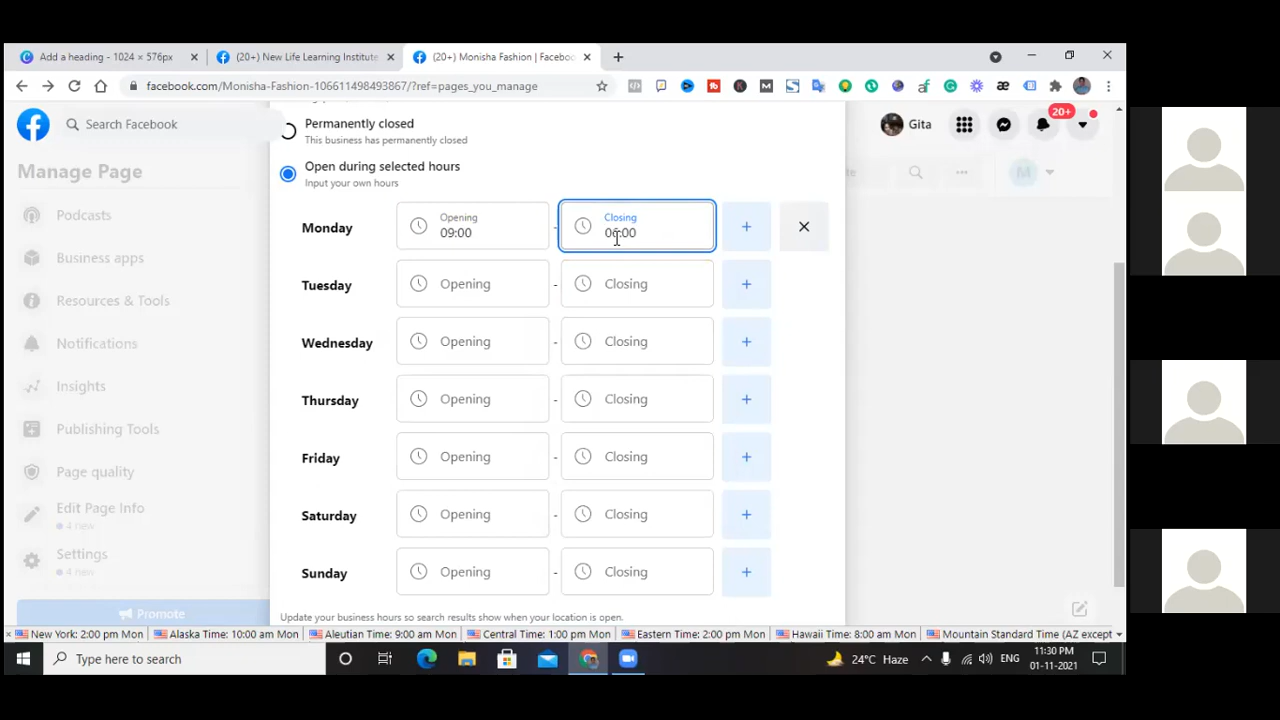 Add a heading - 1024 × 576px
(20+) New Life Learning Institute
(20+) Monisha Fashion | Faceboo
facebook.com/Monisha-Fashion-106611498493867/?ref=pages_you_manage
Search Facebook
Gita
20+
Manage Page
Podcasts
Business apps
Resources & Tools
Notifications
Insights
Publishing Tools
Page quality
Edit Page Info
4 new
Settings
4 new
Promote
Permanently closed
This business has permanently closed
Open during selected hours
Input your own hours
Monday Opening 09:00 - Closing 06:00 +
Tuesday Opening - Closing +
Wednesday Opening - Closing +
Thursday Opening - Closing +
Friday Opening - Closing +
Saturday Opening - Closing +
Sunday Opening - Closing +
Update your business hours so search results show when your location is open.
New York: 2:00 pm Mon Alaska Time: 10:00 am Mon Aleutian Time: 9:00 am Mon Central Time: 1:00 pm Mon Eastern Time: 2:00 pm Mon Hawaii Time: 8:00 am Mon Mountain Standard Time (AZ except
Type here to search
24°C Haze
ENG
11:30 PM
01-11-2021